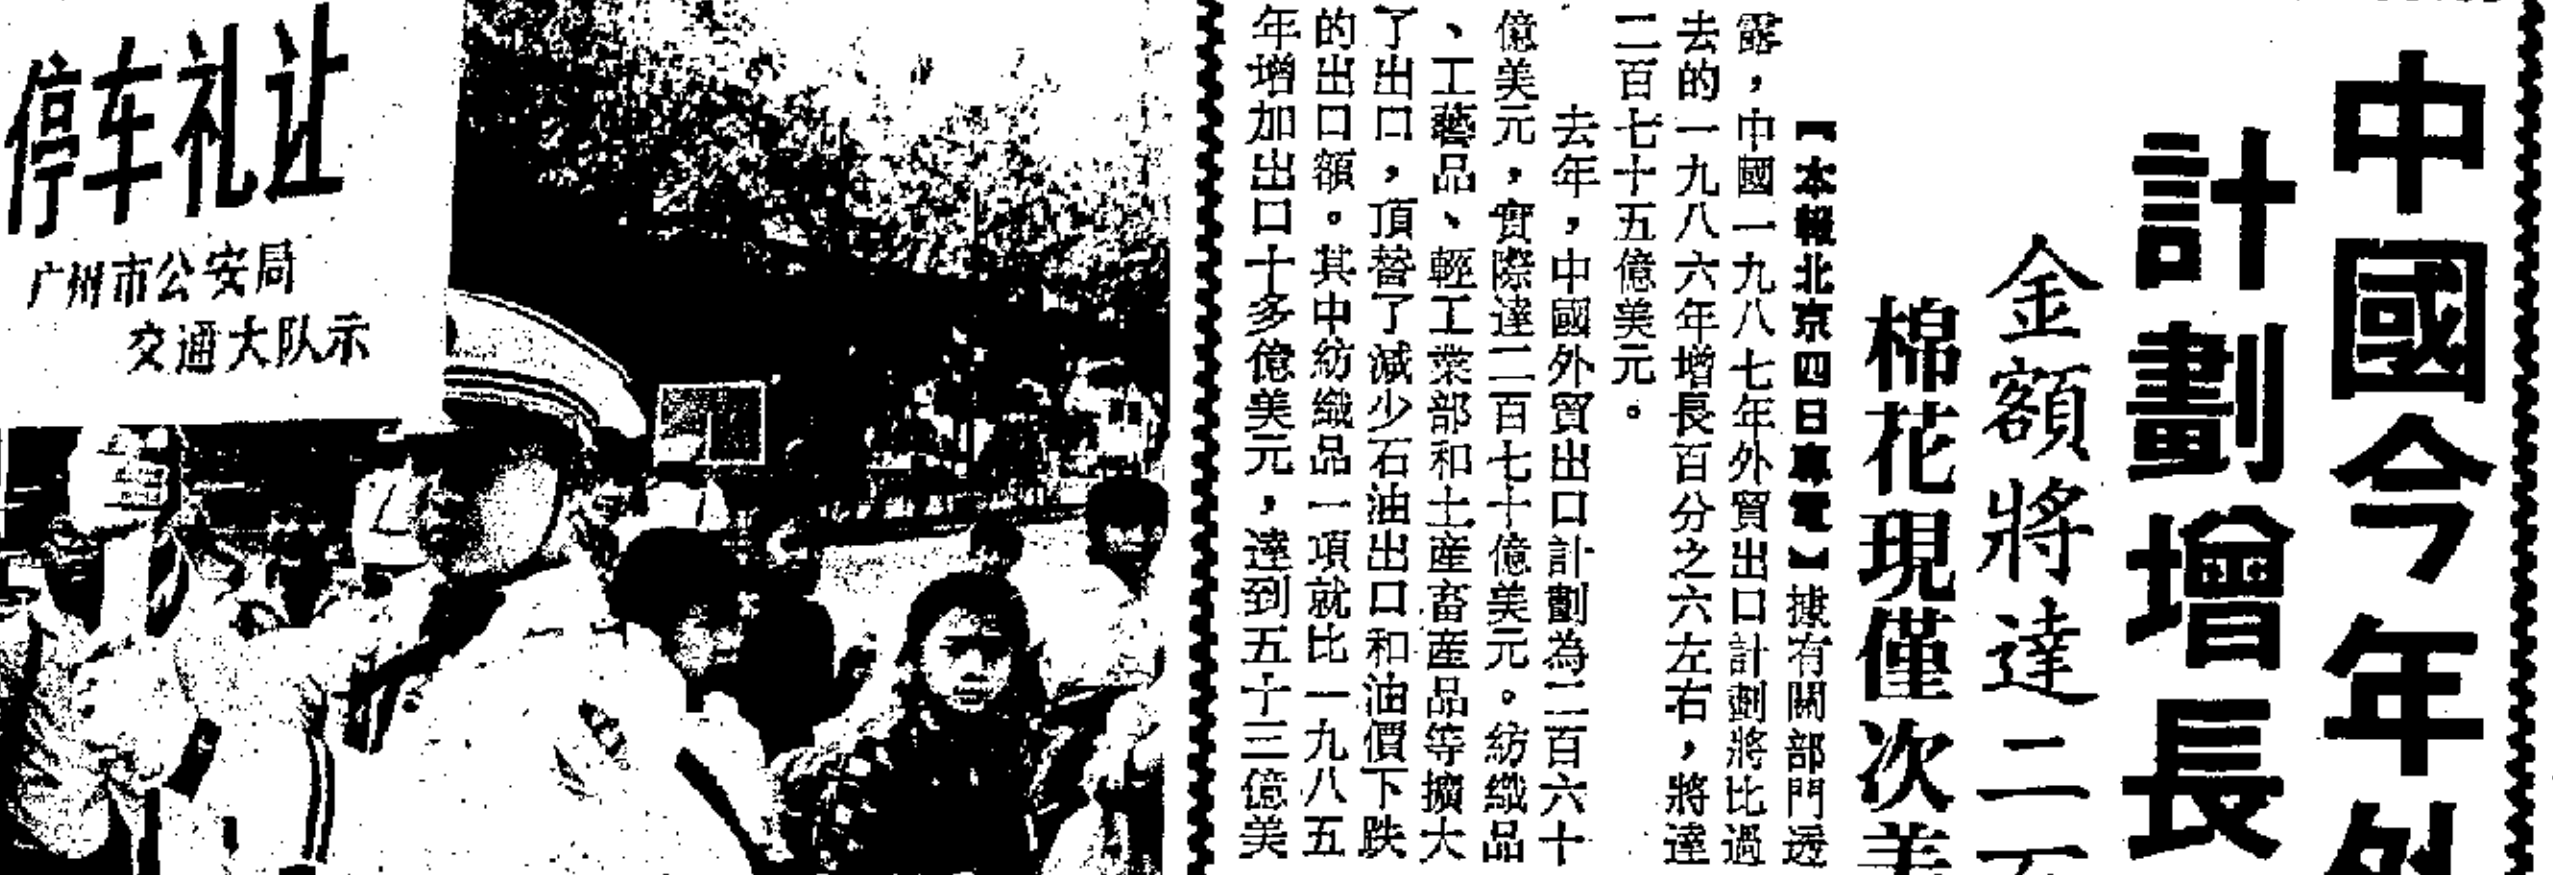 中國今年外
計劃增長
金額將達二百
棉花現僅次美
【本報北京四日專電】據有關部門透
露，中國一九八七年外貿出口計劃將比過
去的一九八六年增長百分之六左右，將達
二百七十五億美元。
去年，中國外貿出口計劃為二百六十
億美元，實際達二百七十億美元。紡織品
、工藝品、輕工業部和土產畜產品等擴大
了出口，頂替了減少石油出口和油價下跌
的出口額。其中紡織品一項就比一九八五
年增加出口十多億美元，達到五十三億美
停车礼让
广州市公安局
交通大队示